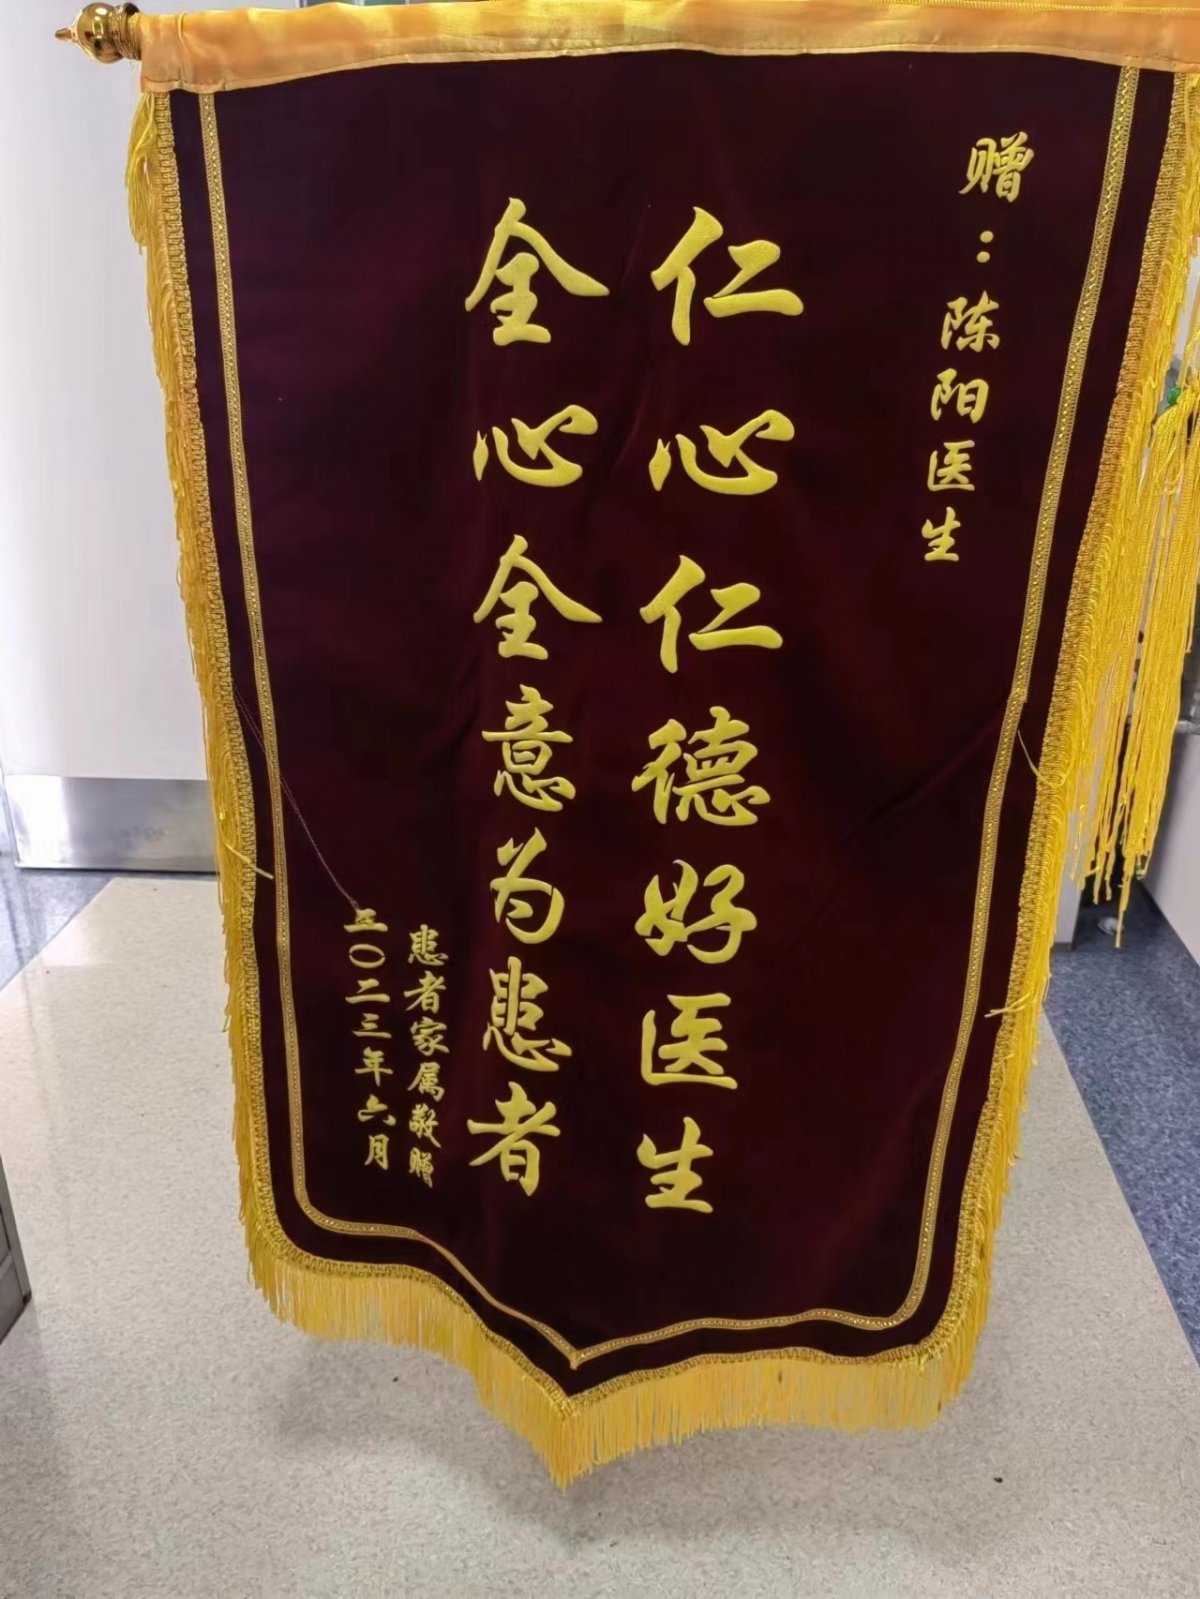 赠：陈阳医生
仁心仁德好医生
全心全意为患者
患者家属敬赠
二〇二三年六月